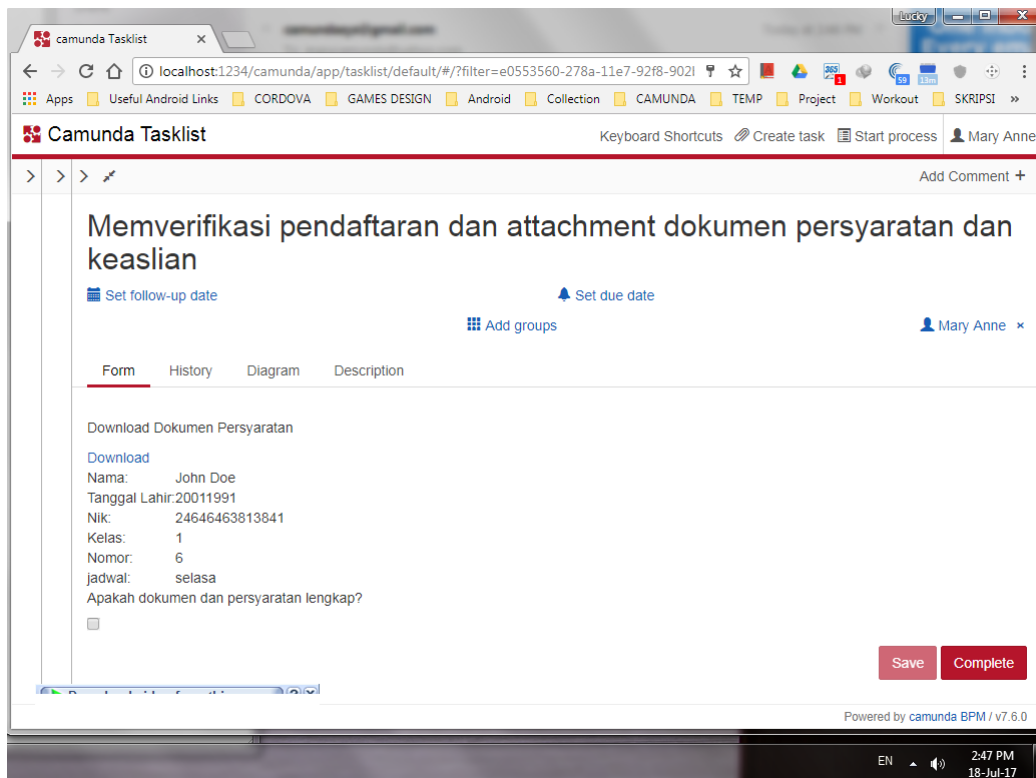 Lucky
camunda Tasklist
localhost:1234/camunda/app/tasklist/default/#/?filter=e0553560-278a-11e7-92f8-902
365
1
59
13m
Apps Useful Android Links CORDOVA GAMES DESIGN Android Collection CAMUNDA TEMP Project Workout SKRIPSI »
Camunda Tasklist Keyboard Shortcuts Create task Start process Mary Anne
Add Comment +
Memverifikasi pendaftaran dan attachment dokumen persyaratan dan
keaslian
Set follow-up date Set due date
Add groups Mary Anne ×
Form History Diagram Description
Download Dokumen Persyaratan
Download
Nama: John Doe
Tanggal Lahir:20011991
Nik: 24646463813841
Kelas: 1
Nomor: 6
jadwal: selasa
Apakah dokumen dan persyaratan lengkap?
Save Complete
Powered by camunda BPM / v7.6.0
EN 2:47 PM
18-Jul-17